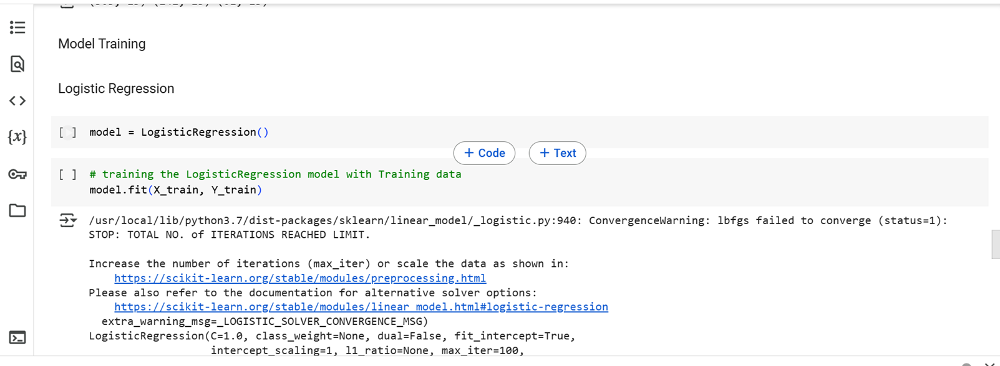 Model Training
Logistic Regression
{x}
[ ] model = LogisticRegression()
+ Code + Text
[ ] # training the LogisticRegression model with Training data
model.fit(X_train, Y_train)
/usr/local/lib/python3.7/dist-packages/sklearn/linear_model/_logistic.py:940: ConvergenceWarning: lbfgs failed to converge (status=1):
STOP: TOTAL NO. of ITERATIONS REACHED LIMIT.
Increase the number of iterations (max_iter) or scale the data as shown in:
https://scikit-learn.org/stable/modules/preprocessing.html
Please also refer to the documentation for alternative solver options:
https://scikit-learn.org/stable/modules/linear_model.html#logistic-regression
extra_warning_msg=_LOGISTIC_SOLVER_CONVERGENCE_MSG)
LogisticRegression(C=1.0, class_weight=None, dual=False, fit_intercept=True,
intercept_scaling=1, l1_ratio=None, max_iter=100,